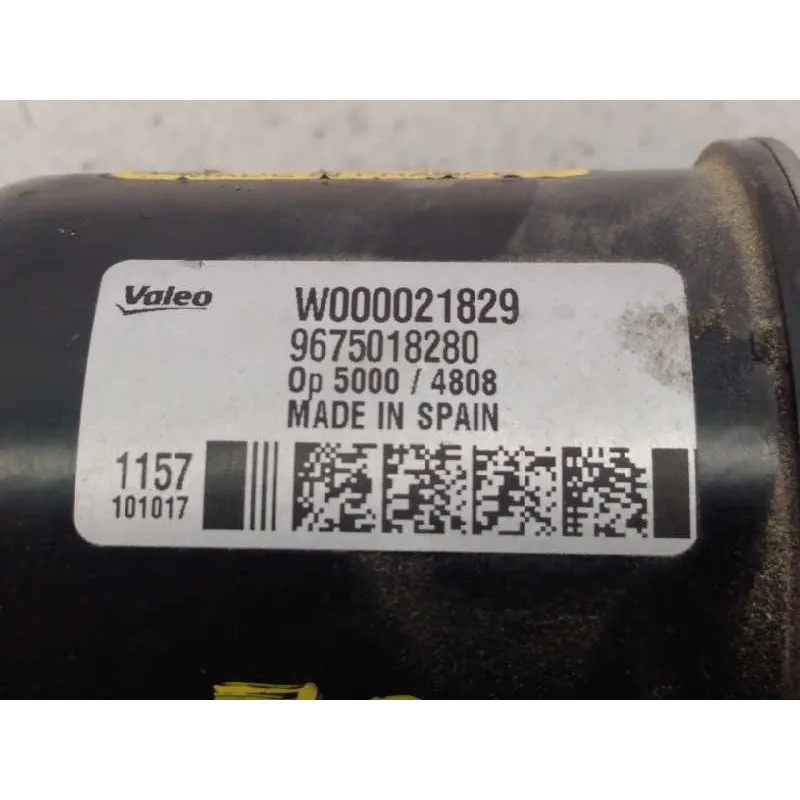 Valeo
W000021829
9675018280
Op 5000 / 4808
MADE IN SPAIN
1157
101017